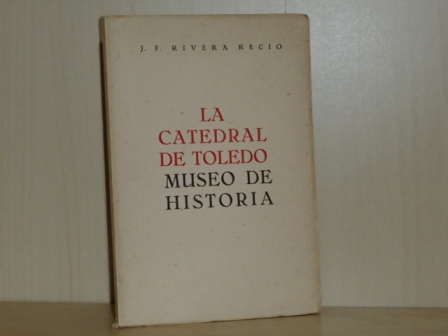 J. F. RIVERA RECIO
LA
CATEDRAL
DE TOLEDO
MUSEO DE
HISTORIA